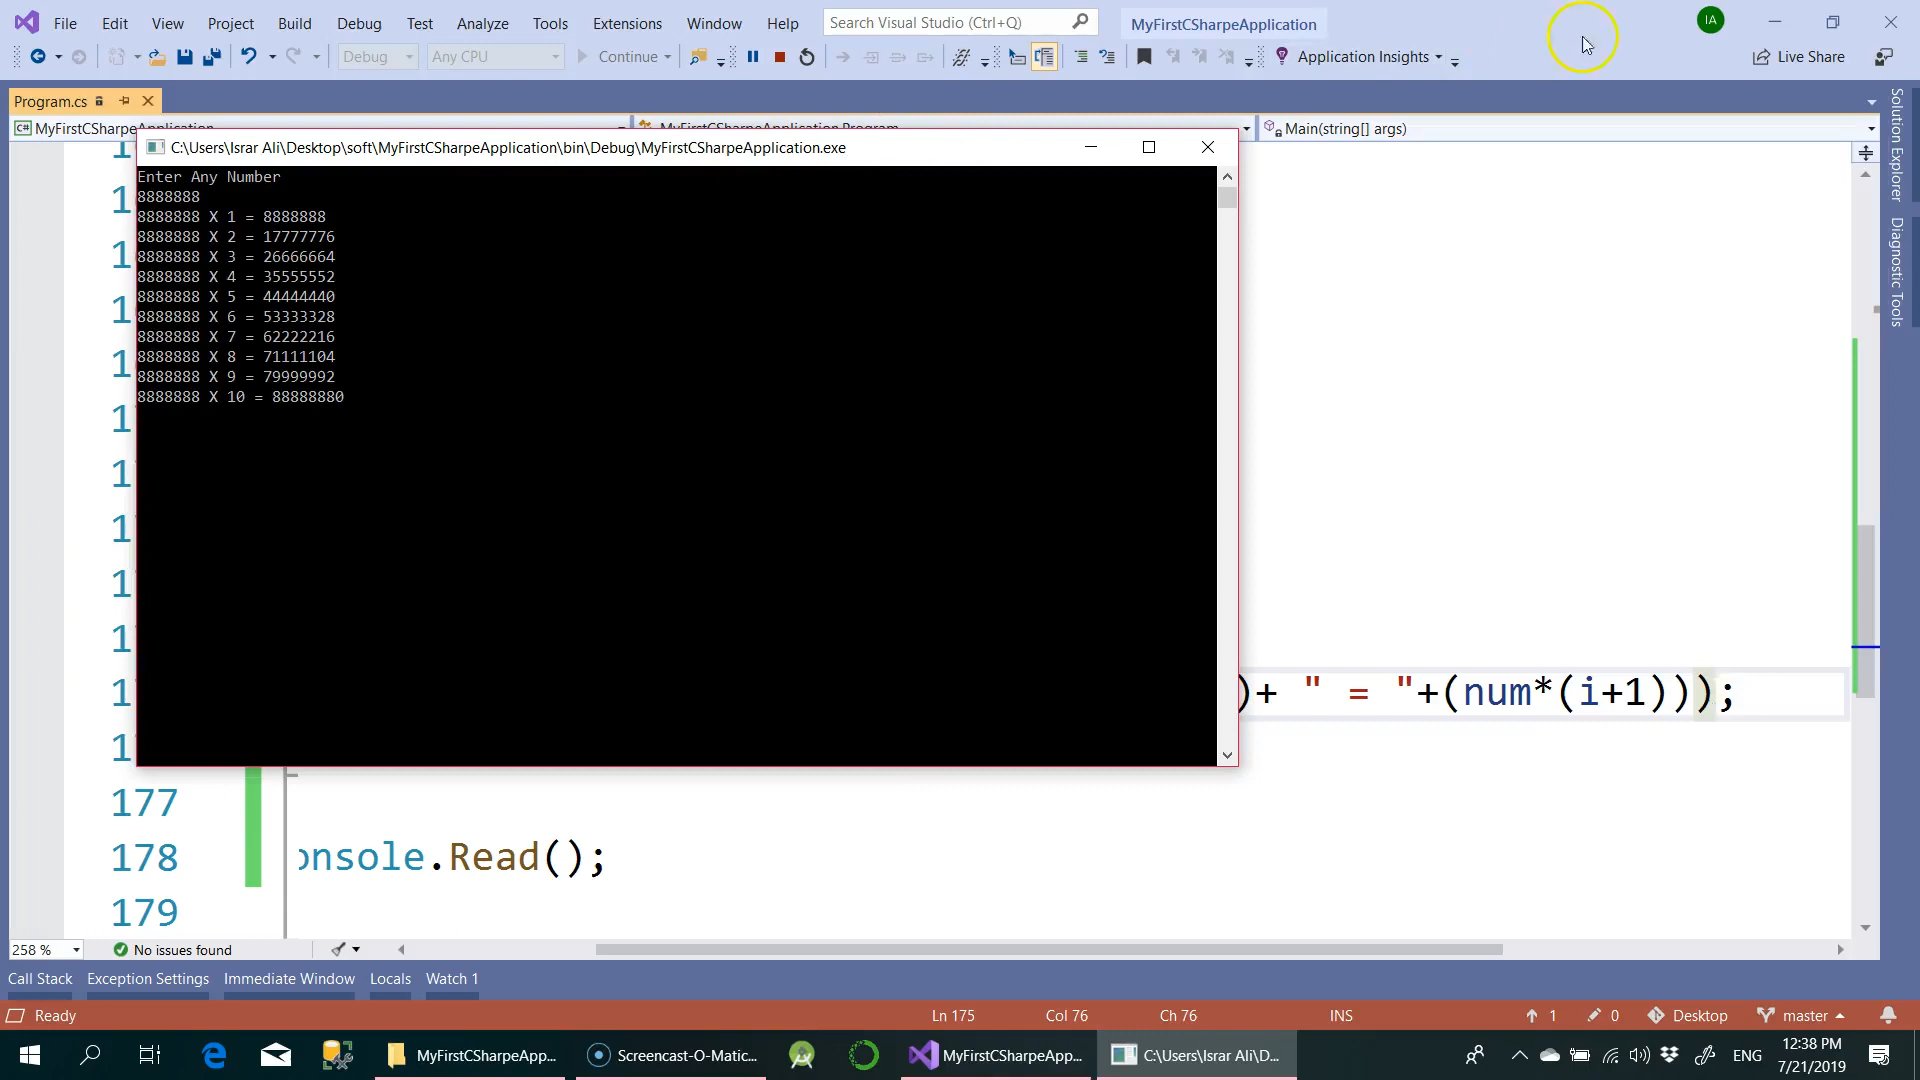 File Edit View Project Build Debug Test Analyze Tools Extensions Window Help Search Visual Studio (Ctrl+Q) MyFirstCSharpeApplication IA
Debug Any CPU Continue Application Insights Live Share
Program.cs
C# MyFirstCSharpeApplication MyFirstCSharpeApplication.Program Main(string[] args)
C:\Users\Israr Ali\Desktop\soft\MyFirstCSharpeApplication\bin\Debug\MyFirstCSharpeApplication.exe
Enter Any Number
8888888
8888888 X 1 = 8888888
8888888 X 2 = 17777776
8888888 X 3 = 26666664
8888888 X 4 = 35555552
8888888 X 5 = 44444440
8888888 X 6 = 53333328
8888888 X 7 = 62222216
8888888 X 8 = 71111104
8888888 X 9 = 79999992
8888888 X 10 = 88888880
Solution Explorer
Diagnostic Tools
)+ " = "+(num*(i+1)));
177
178 onsole.Read();
179
258 % No issues found
Call Stack Exception Settings Immediate Window Locals Watch 1
Ready Ln 175 Col 76 Ch 76 INS 1 0 Desktop master
MyFirstCSharpeApp... Screencast-O-Matic... MyFirstCSharpeApp... C:\Users\Israr Ali\D... ENG 12:38 PM
7/21/2019